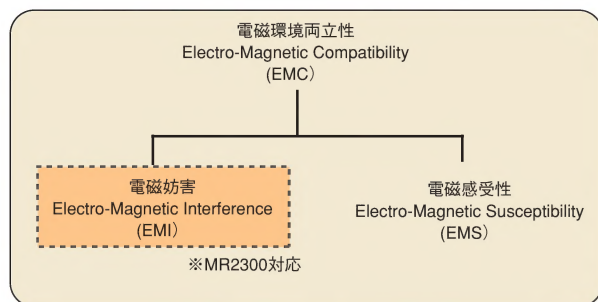 電磁環境両立性
Electro-Magnetic Compatibility
(EMC）
電磁妨害
Electro-Magnetic Interference
(EMI）
※MR2300対応
電磁感受性
Electro-Magnetic Susceptibility
(EMS）